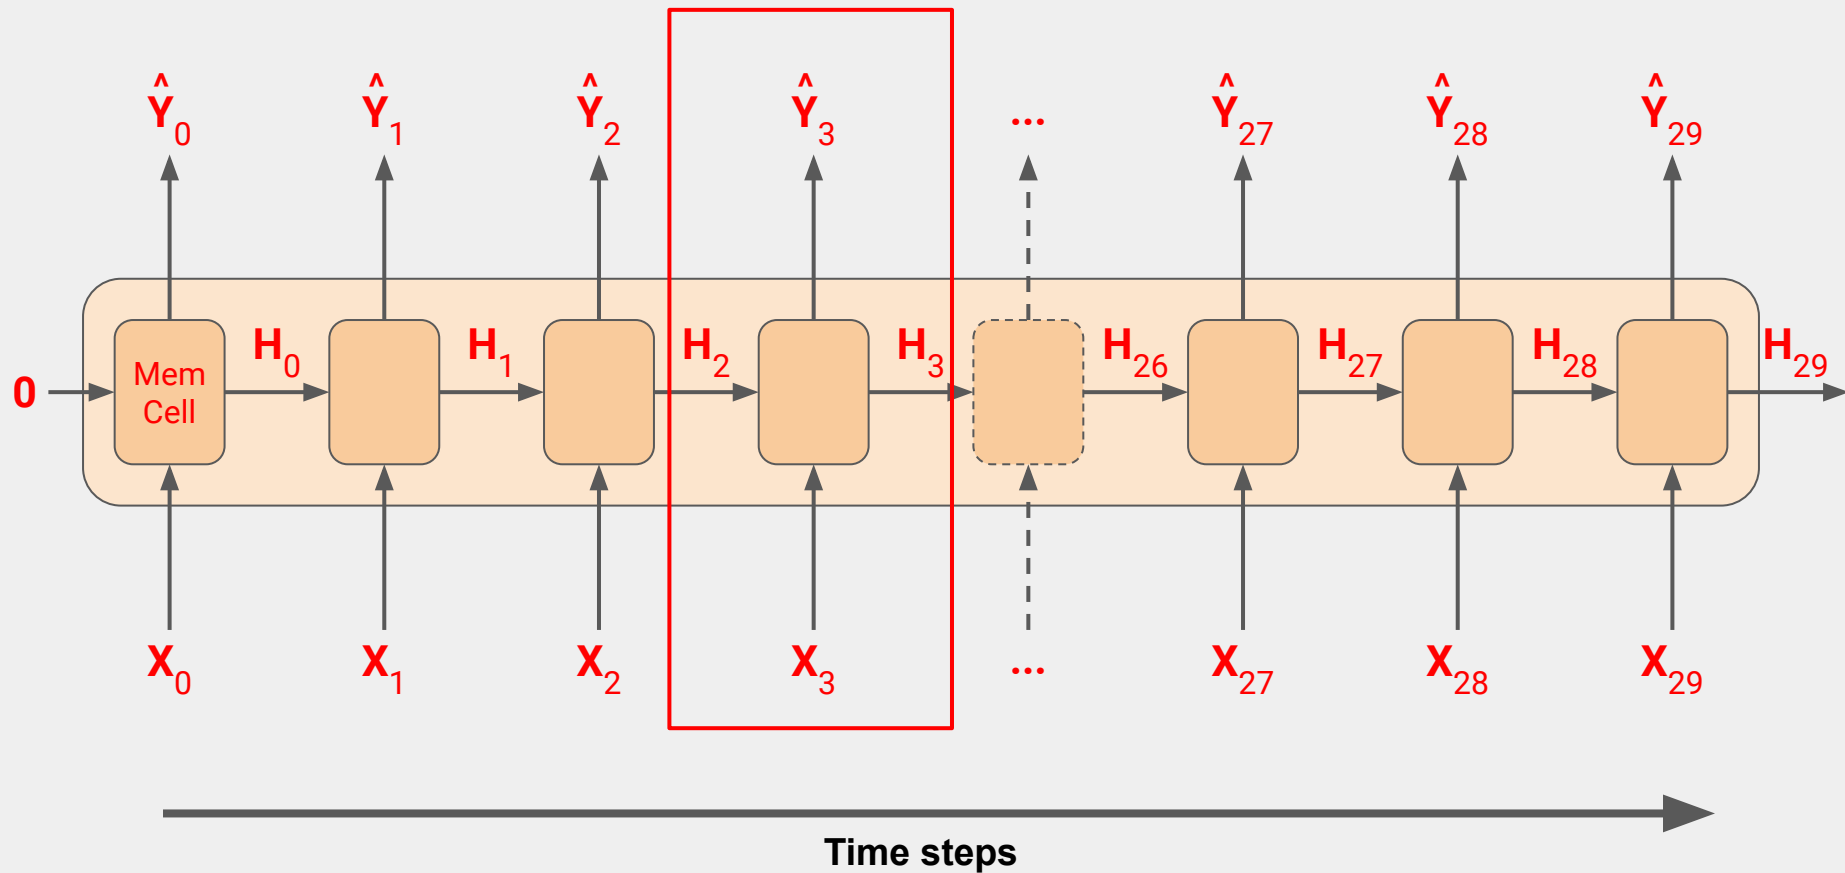 Ŷ0 Ŷ1 Ŷ2 Ŷ3 ... Ŷ27 Ŷ28 Ŷ29
0 Mem Cell H0 H1 H2 H3 H26 H27 H28 H29
X0 X1 X2 X3 ... X27 X28 X29
Time steps